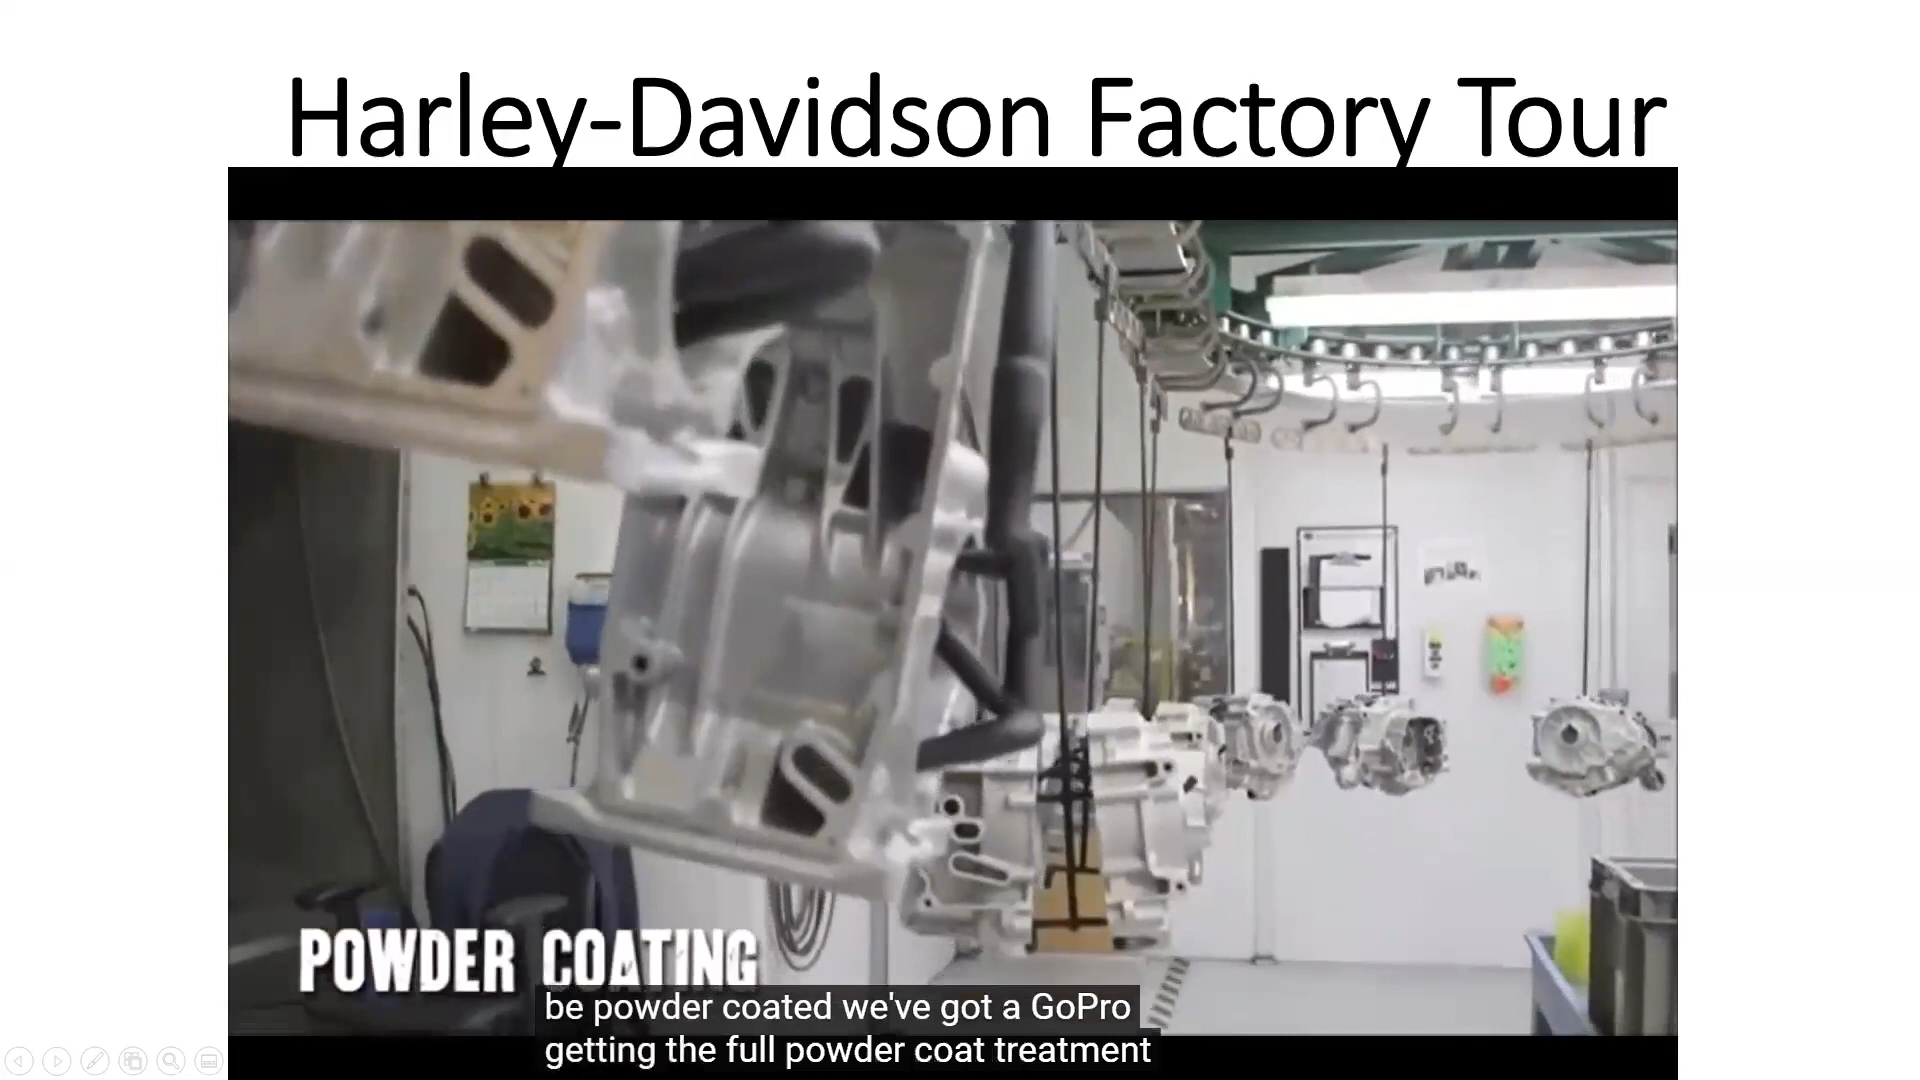 Harley-Davidson Factory Tour
POWDER COATING
be powder coated we've got a GoPro
getting the full powder coat treatment